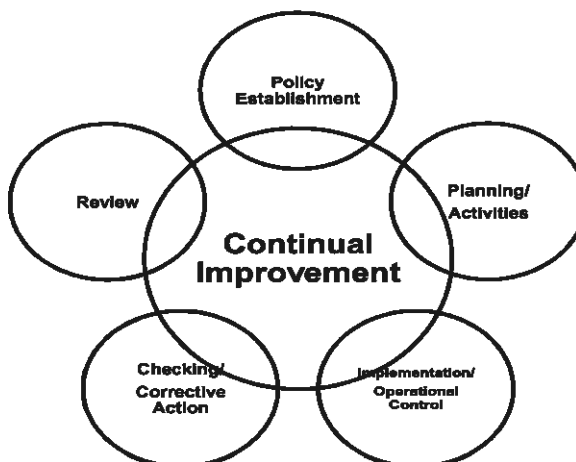 Policy
Establishment
Review
Planning/
Activities
Continual
Improvement
Checking/
Corrective
Action
Implementation/
Operational
Control